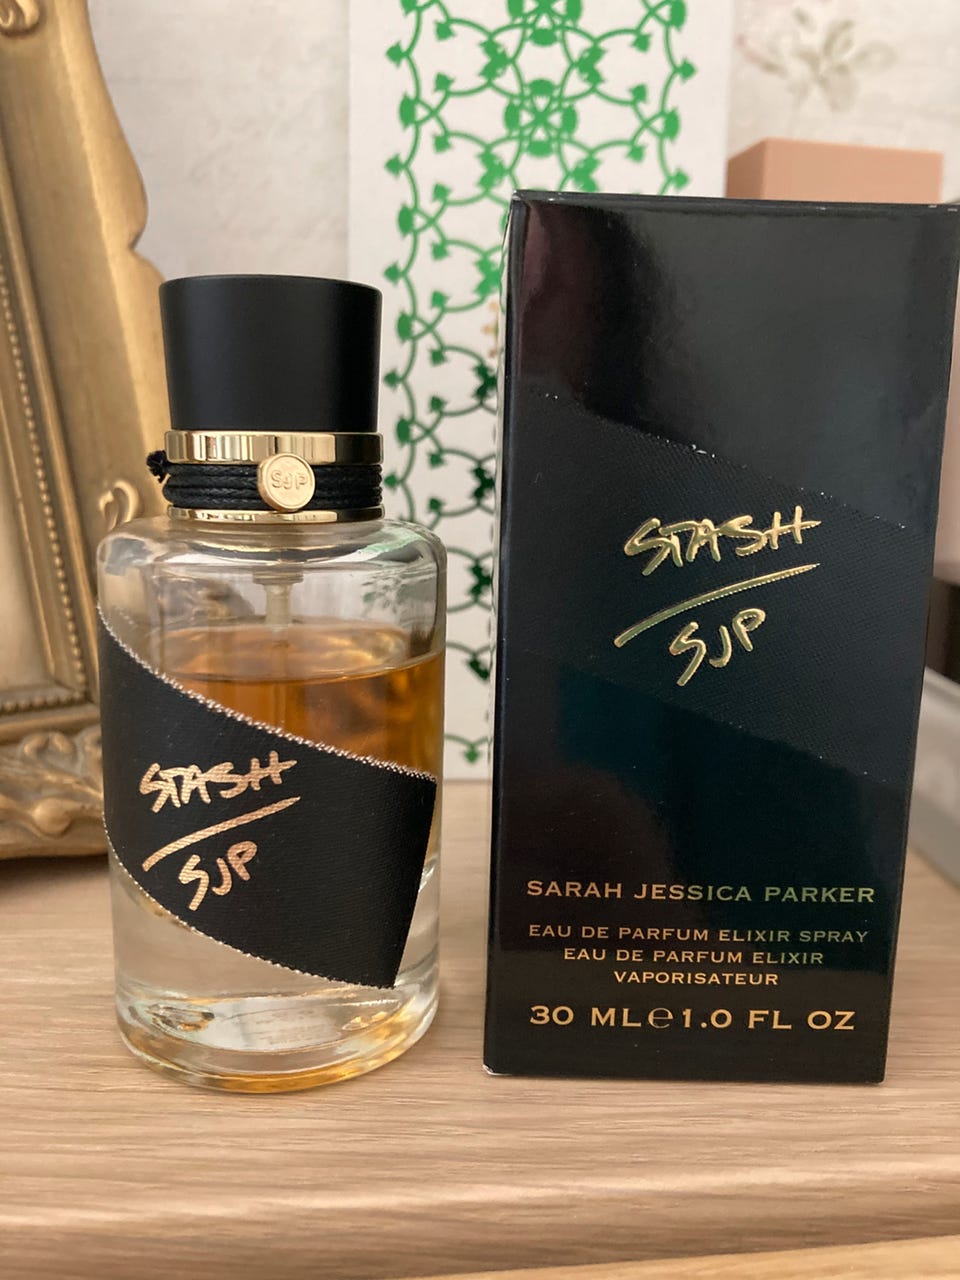 SJP
STASH
SJP
STASH
SJP
SARAH JESSICA PARKER
EAU DE PARFUM ELIXIR SPRAY
EAU DE PARFUM ELIXIR
VAPORISATEUR
30 ML℮1.0 FL OZ